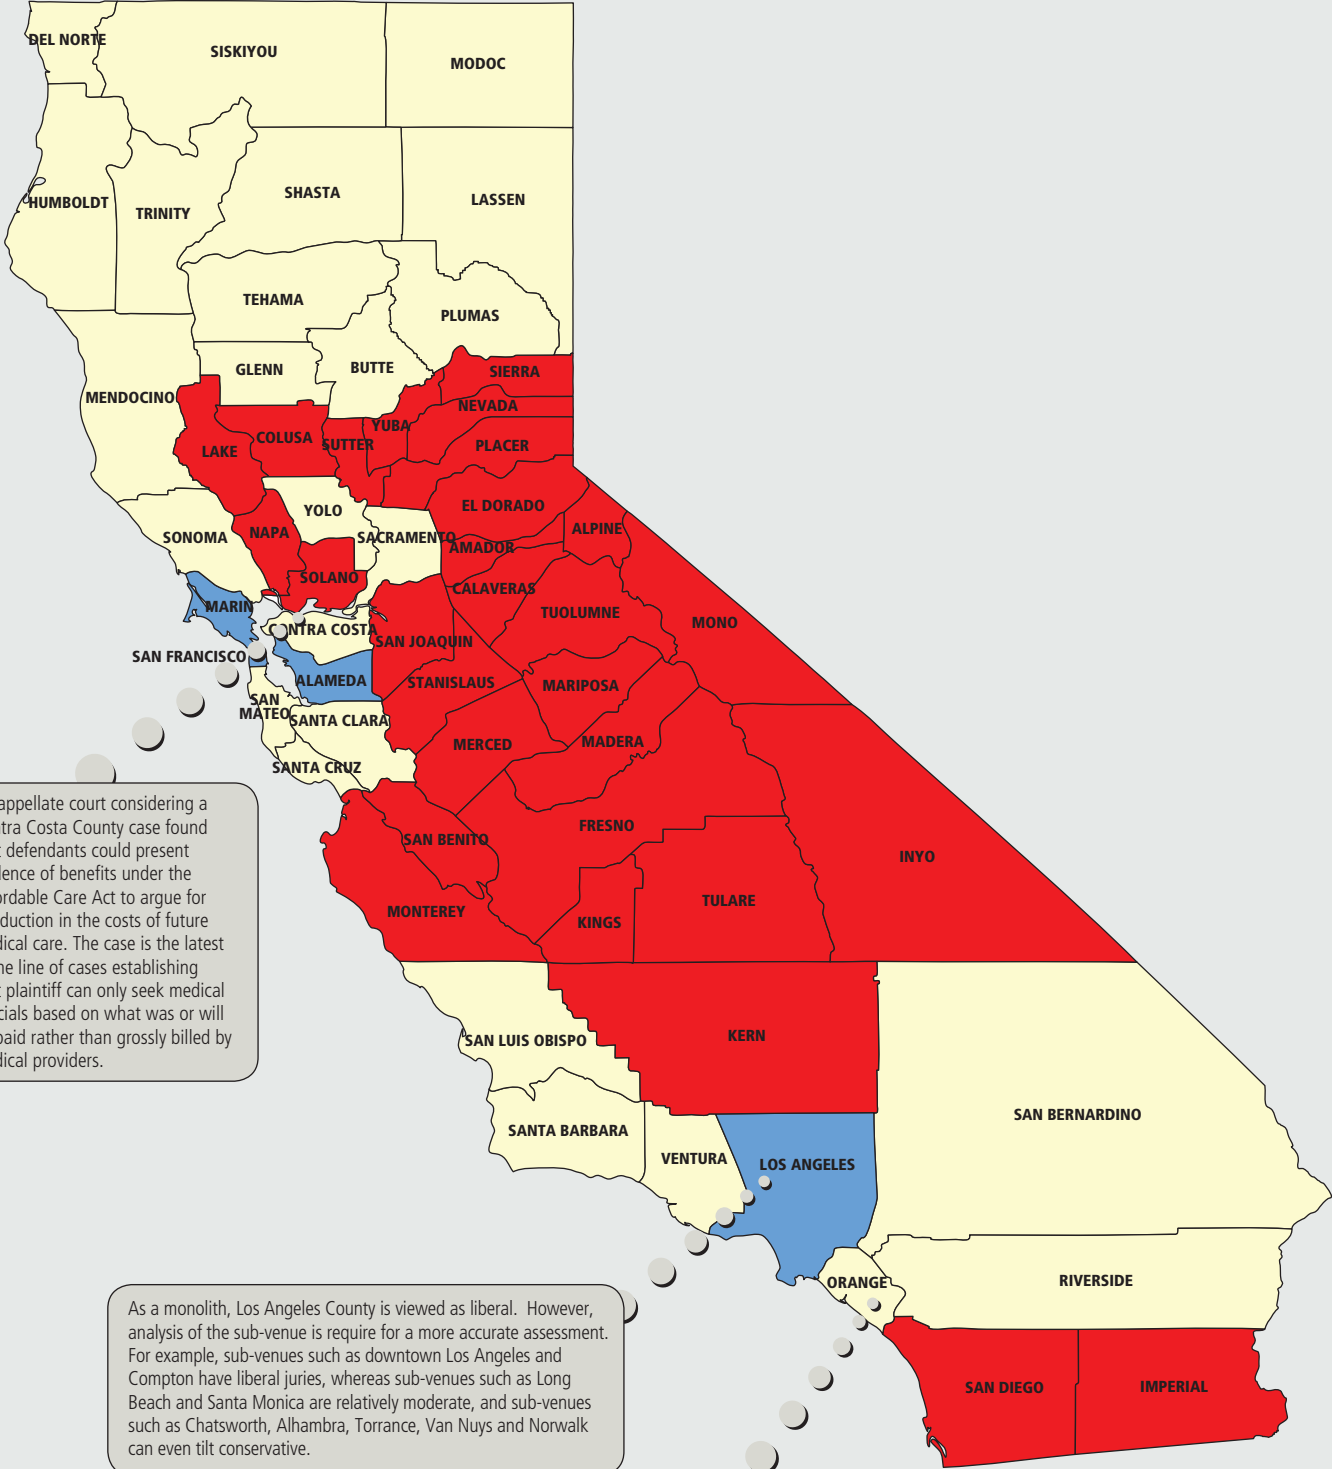 DEL NORTE
SISKIYOU
MODOC
HUMBOLDT
TRINITY
SHASTA
LASSEN
TEHAMA
PLUMAS
GLENN
BUTTE
SIERRA
MENDOCINO
NEVADA
YUBA
COLUSA
SUTTER
PLACER
LAKE
EL DORADO
YOLO
NAPA
ALPINE
SONOMA
SACRAMENTO
AMADOR
SOLANO
CALAVERAS
MARIN
TUOLUMNE
MONO
CONTRA COSTA
SAN JOAQUIN
SAN FRANCISCO
ALAMEDA
STANISLAUS
MARIPOSA
SAN
MATEO
SANTA CLARA
MERCED
MADERA
SANTA CRUZ
appellate court considering a
tra Costa County case found
t defendants could present
dence of benefits under the
ordable Care Act to argue for
duction in the costs of future
dical care. The case is the latest
he line of cases establishing
t plaintiff can only seek medical
cials based on what was or will
paid rather than grossly billed by
dical providers.
FRESNO
SAN BENITO
INYO
TULARE
MONTEREY
KINGS
SAN LUIS OBISPO
KERN
SAN BERNARDINO
SANTA BARBARA
VENTURA
LOS ANGELES
ORANGE
RIVERSIDE
As a monolith, Los Angeles County is viewed as liberal.  However,
analysis of the sub-venue is require for a more accurate assessment.
For example, sub-venues such as downtown Los Angeles and
Compton have liberal juries, whereas sub-venues such as Long
Beach and Santa Monica are relatively moderate, and sub-venues
such as Chatsworth, Alhambra, Torrance, Van Nuys and Norwalk
can even tilt conservative.
SAN DIEGO
IMPERIAL